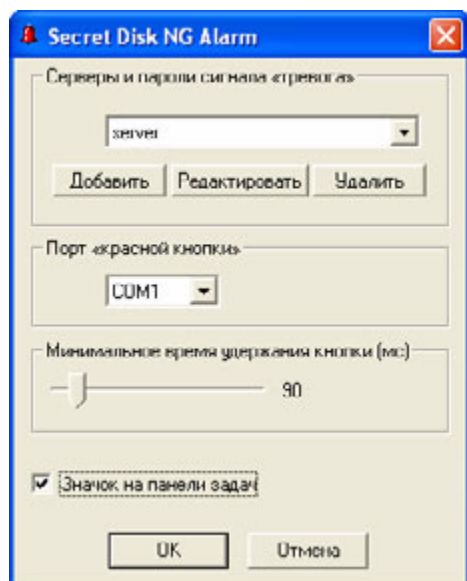 Secret Disk NG Alarm
Серверы и пароли сигнала «тревога»
server
Добавить Редактировать Удалить
Порт «красной кнопки»
COM1
Минимальное время удержания кнопки (мс)
90
Значок на панели задач
OK Отмена